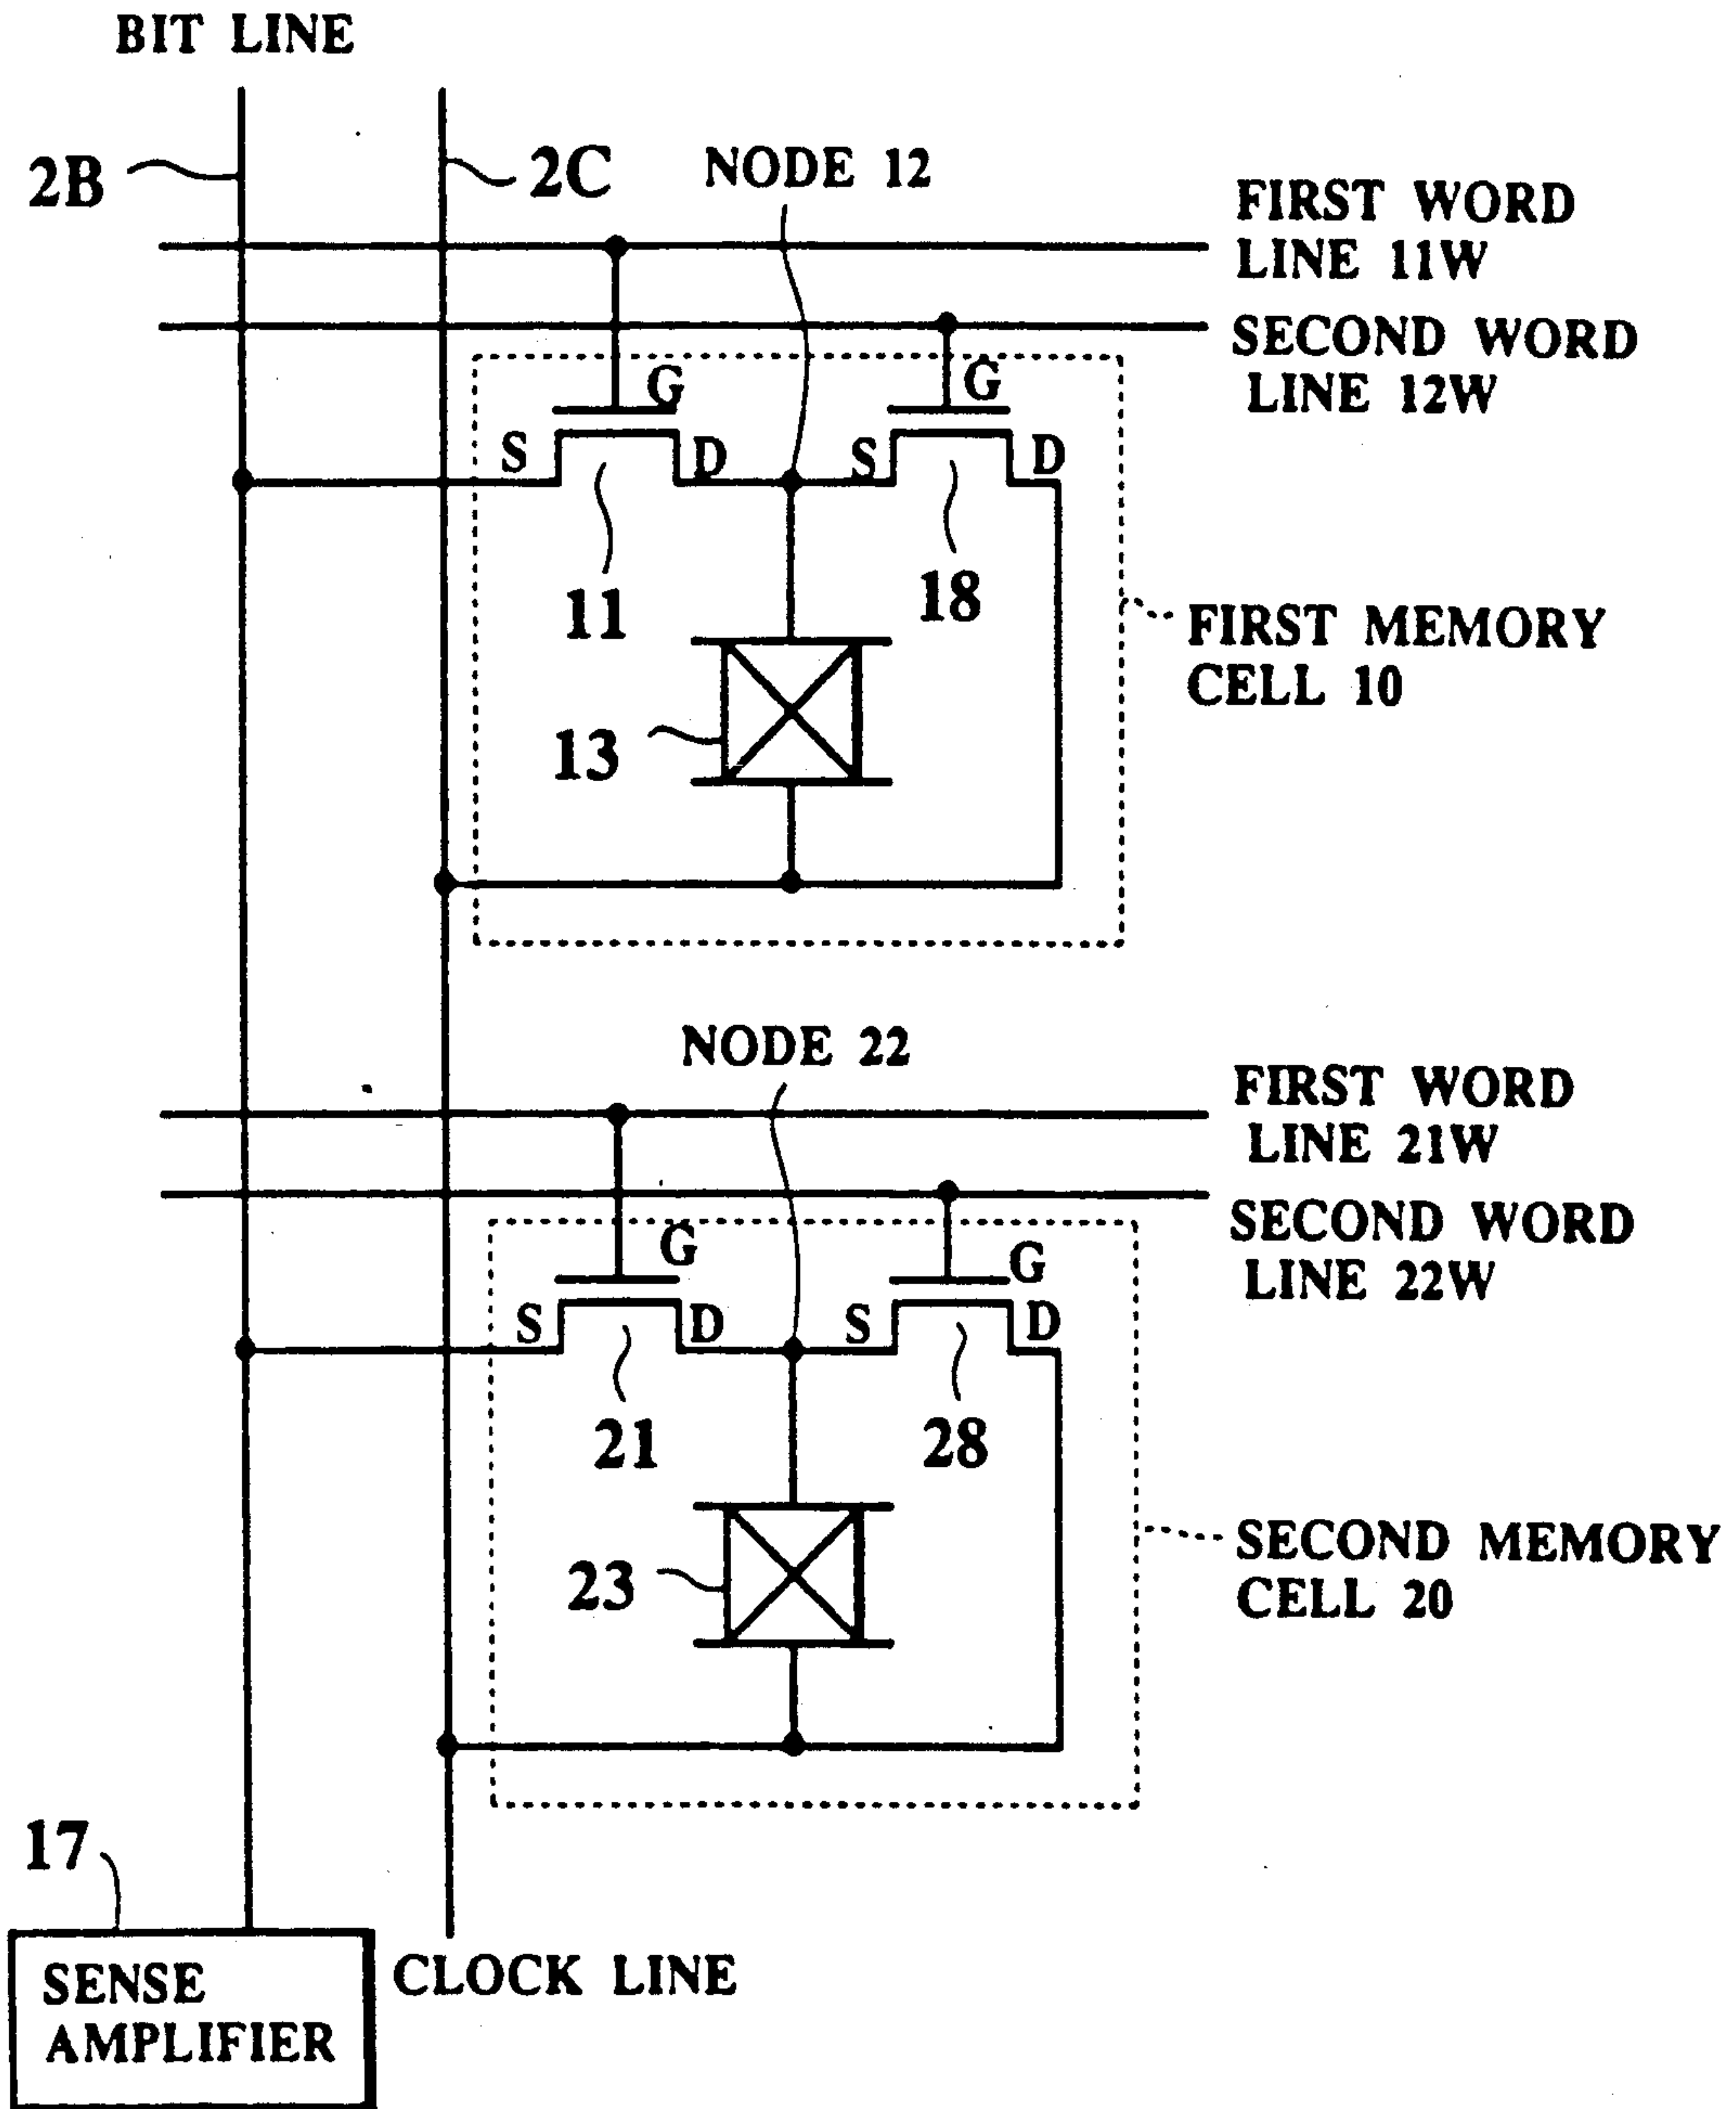 BIT LINE
2B
2C
NODE 12
FIRST WORD
LINE 11W
SECOND WORD
LINE 12W
G
G
S
D
S
D
11
18
FIRST MEMORY
CELL 10
13
NODE 22
FIRST WORD
LINE 21W
SECOND WORD
LINE 22W
G
G
S
D
S
D
21
28
SECOND MEMORY
CELL 20
23
17
CLOCK LINE
SENSE
AMPLIFIER